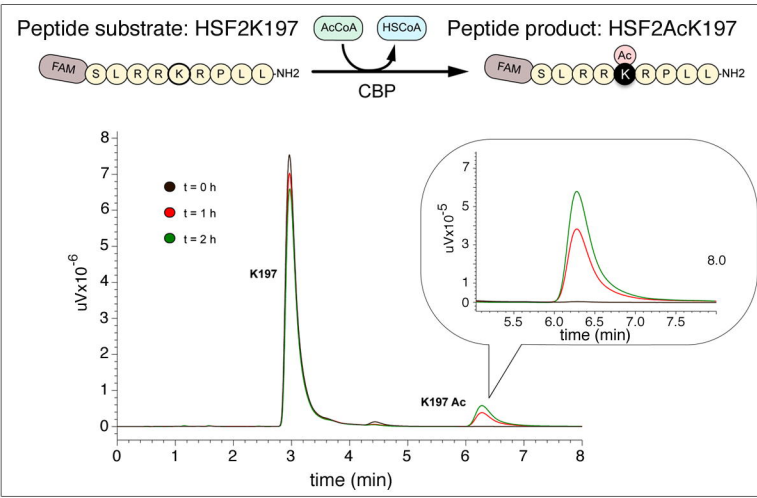 Peptide substrate: HSF2K197
AcCoA
HSCoA
Peptide product: HSF2AcK197
Ac
FAM S L R R K R P L L -NH2
CBP
FAM S L R R K R P L L -NH2
8
7
6
5
4
3
2
1
0
uVx10-6
t = 0 h
t = 1 h
t = 2 h
K197
K197 Ac
0 1 2 3 4 5 6 7 8
time (min)
7
5
3
1
0
uVx10-5
8.0
5.5 6.0 6.5 7.0 7.5
time (min)